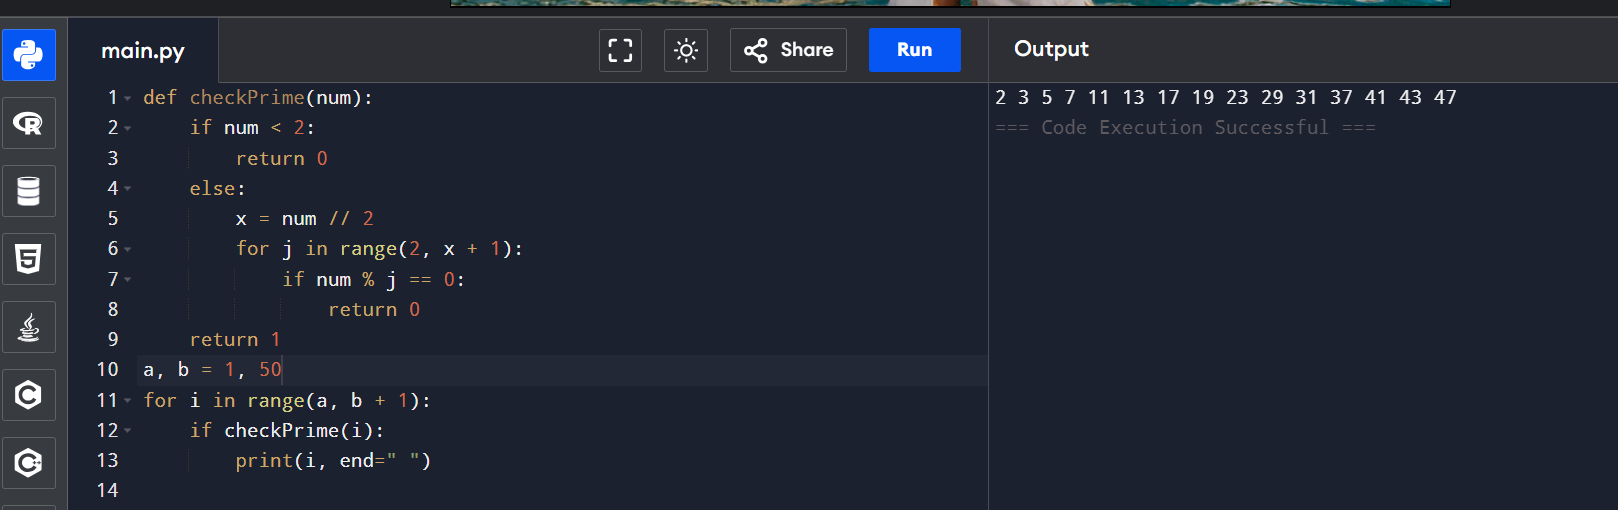 main.py
Share
Run
Output
1 def checkPrime(num):
2     if num < 2:
3         return 0
4     else:
5         x = num // 2
6         for j in range(2, x + 1):
7             if num % j == 0:
8                 return 0
9     return 1
10 a, b = 1, 50
11 for i in range(a, b + 1):
12     if checkPrime(i):
13         print(i, end=" ")
14
2 3 5 7 11 13 17 19 23 29 31 37 41 43 47
=== Code Execution Successful ===